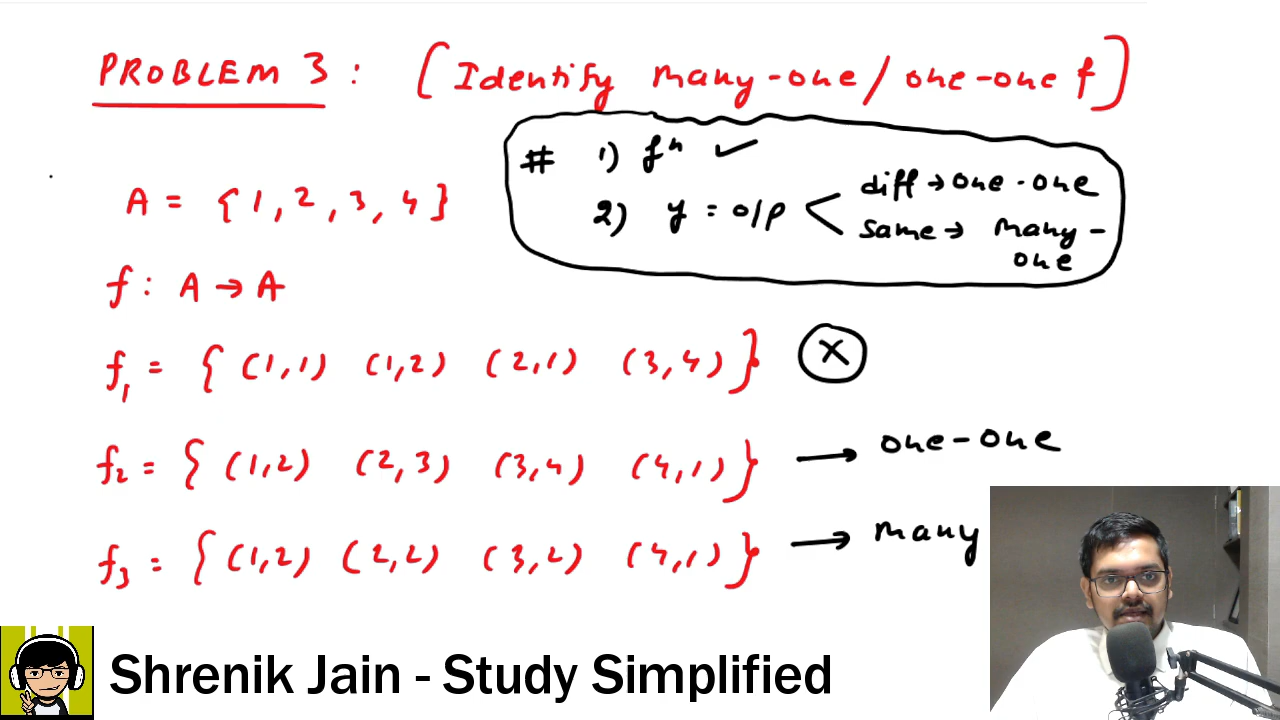 PROBLEM 3 : [Identify many-one / one-one f]
# 1) fⁿ ✓
2) y = o/p
diff → one-one
same → many-
one
A = {1, 2, 3, 4}
f : A → A
f₁ = { (1,1) (1,2) (2,1) (3,4) } ⓧ
f₂ = { (1,2) (2,3) (3,4) (4,1) } → one-one
f₃ = { (1,2) (2,2) (3,2) (4,1) } → many
Shrenik Jain - Study Simplified